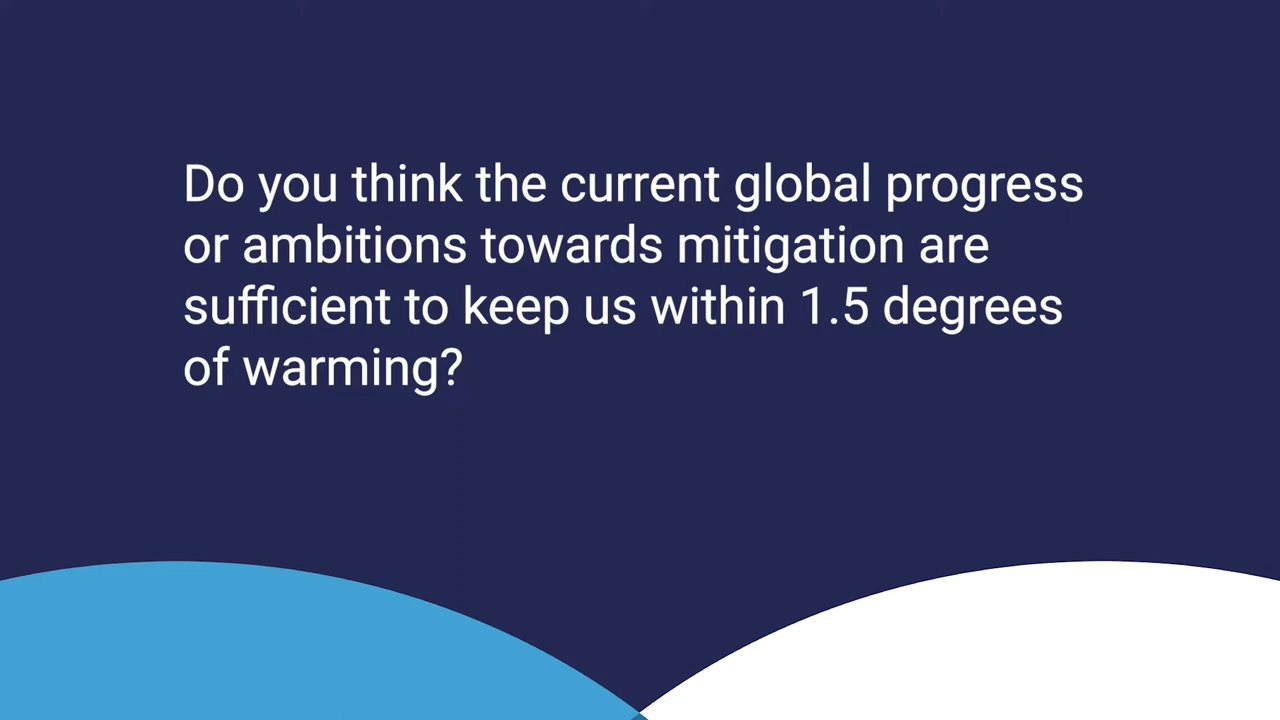 Do you think the current global progress
or ambitions towards mitigation are
sufficient to keep us within 1.5 degrees
of warming?